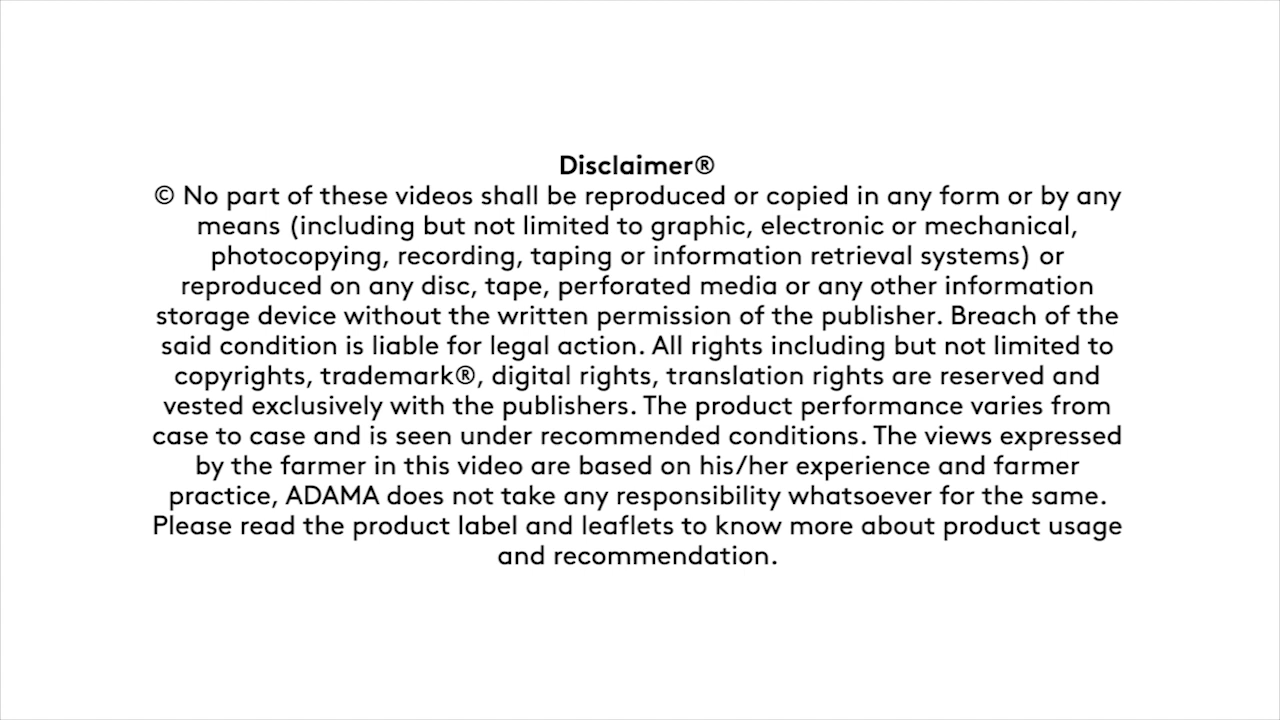 Disclaimer®
© No part of these videos shall be reproduced or copied in any form or by any
means (including but not limited to graphic, electronic or mechanical,
photocopying, recording, taping or information retrieval systems) or
reproduced on any disc, tape, perforated media or any other information
storage device without the written permission of the publisher. Breach of the
said condition is liable for legal action. All rights including but not limited to
copyrights, trademark®, digital rights, translation rights are reserved and
vested exclusively with the publishers. The product performance varies from
case to case and is seen under recommended conditions. The views expressed
by the farmer in this video are based on his/her experience and farmer
practice, ADAMA does not take any responsibility whatsoever for the same.
Please read the product label and leaflets to know more about product usage
and recommendation.